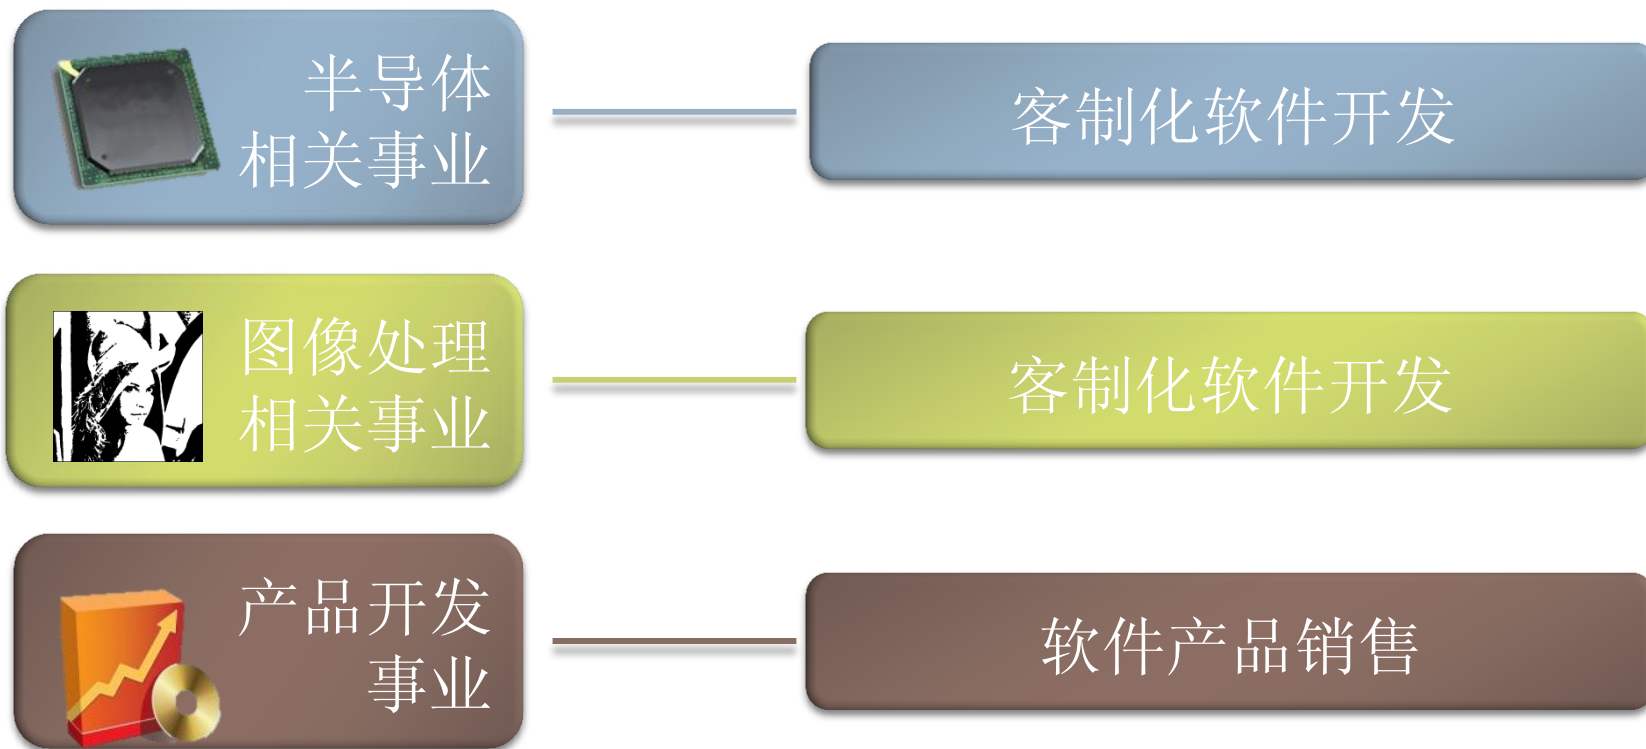 半导体
相关事业
客制化软件开发
图像处理
相关事业
客制化软件开发
产品开发
事业
软件产品销售